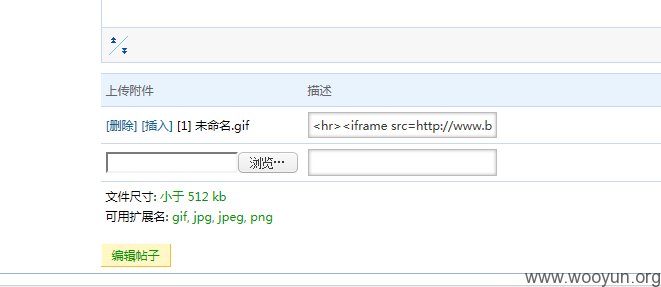 上传附件 描述
[删除] [插入] [1] 未命名.gif <hr><iframe src=http://www.b
浏览…
文件尺寸: 小于 512 kb
可用扩展名: gif, jpg, jpeg, png
编辑帖子
www.wooyun.org